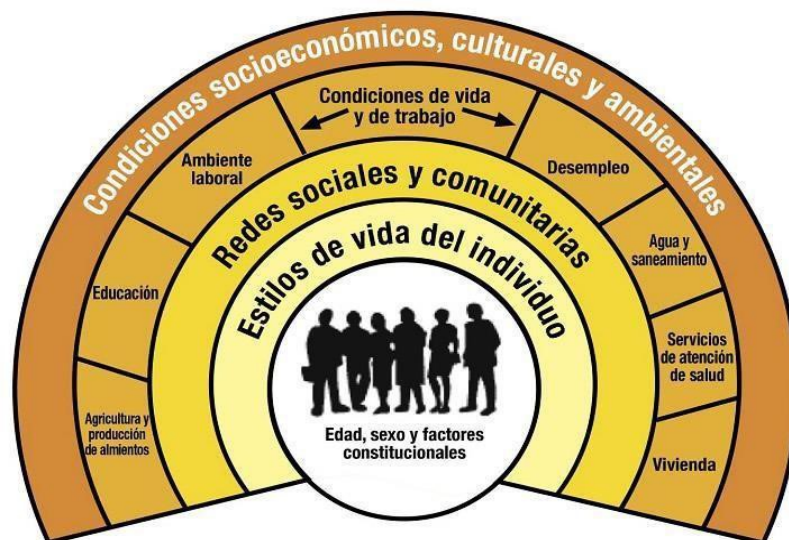 Condiciones socioeconómicos, culturales y ambientales
Condiciones de vida
y de trabajo
Ambiente
laboral
Desempleo
Redes sociales y comunitarias
Agua y
saneamiento
Educación
Estilos de vida del individuo
Servicios
de atención
de salud
Agricultura y
producción
de almientos
Edad, sexo y factores
constitucionales
Vivienda